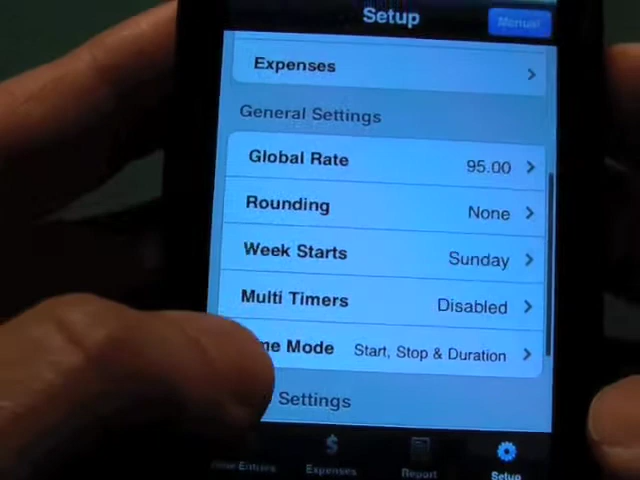 Setup
Manual
Expenses
General Settings
Global Rate 95.00
Rounding None
Week Starts Sunday
Multi Timers Disabled
me Mode Start, Stop & Duration
Settings
Entries Expenses Report Setup